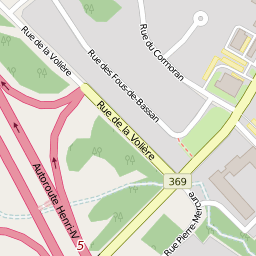 Rue de la Volière
Rue du Cormoran
Rue des Fous-de-Bassan
Rue de la Volière
Autoroute Henri-IV
369
5
Rue Pierre-Mercure